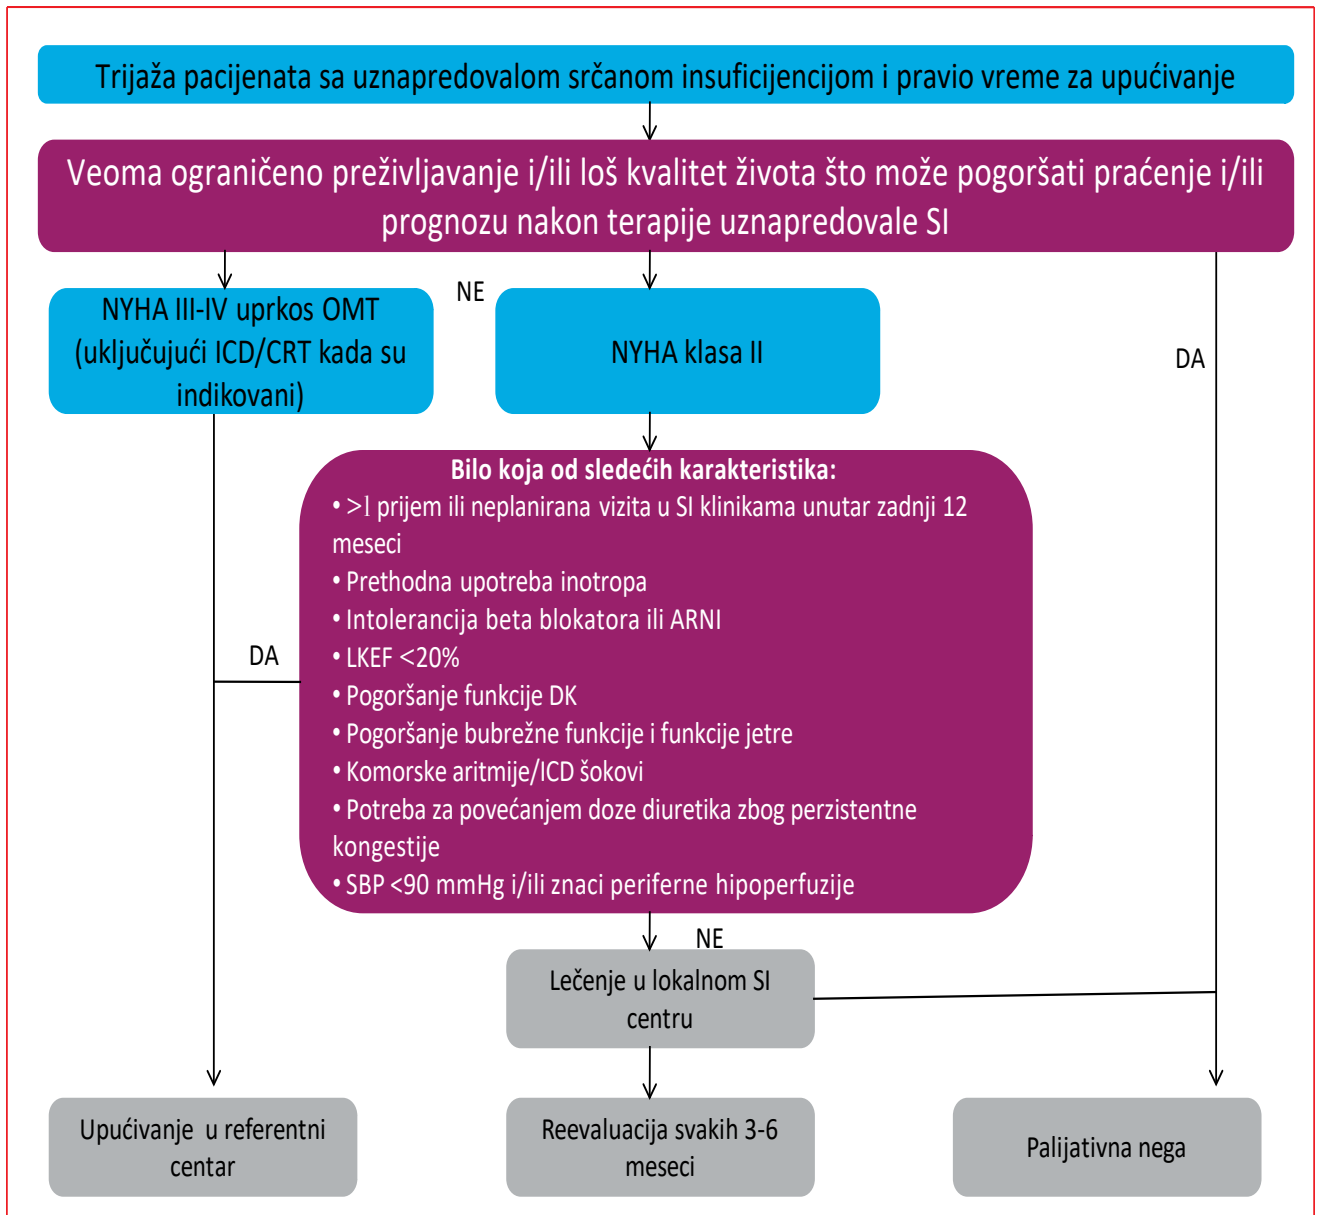 Trijaža pacijenata sa uznapredovalom srčanom insuficijencijom i pravio vreme za upućivanje
Veoma ograničeno preživljavanje i/ili loš kvalitet života što može pogoršati praćenje i/ili
prognozu nakon terapije uznapredovale SI
NYHA III-IV uprkos OMT
(uključujući ICD/CRT kada su
indikovani)
NE
NYHA klasa II
DA
Bilo koja od sledećih karakteristika:
• >l prijem ili neplanirana vizita u SI klinikama unutar zadnji 12
meseci
• Prethodna upotreba inotropa
• Intolerancija beta blokatora ili ARNI
• LKEF <20%
• Pogoršanje funkcije DK
• Pogoršanje bubrežne funkcije i funkcije jetre
• Komorske aritmije/ICD šokovi
• Potreba za povećanjem doze diuretika zbog perzistentne
kongestije
• SBP <90 mmHg i/ili znaci periferne hipoperfuzije
DA
NE
Lečenje u lokalnom SI
centru
Upućivanje u referentni
centar
Reevaluacija svakih 3-6
meseci
Palijativna nega